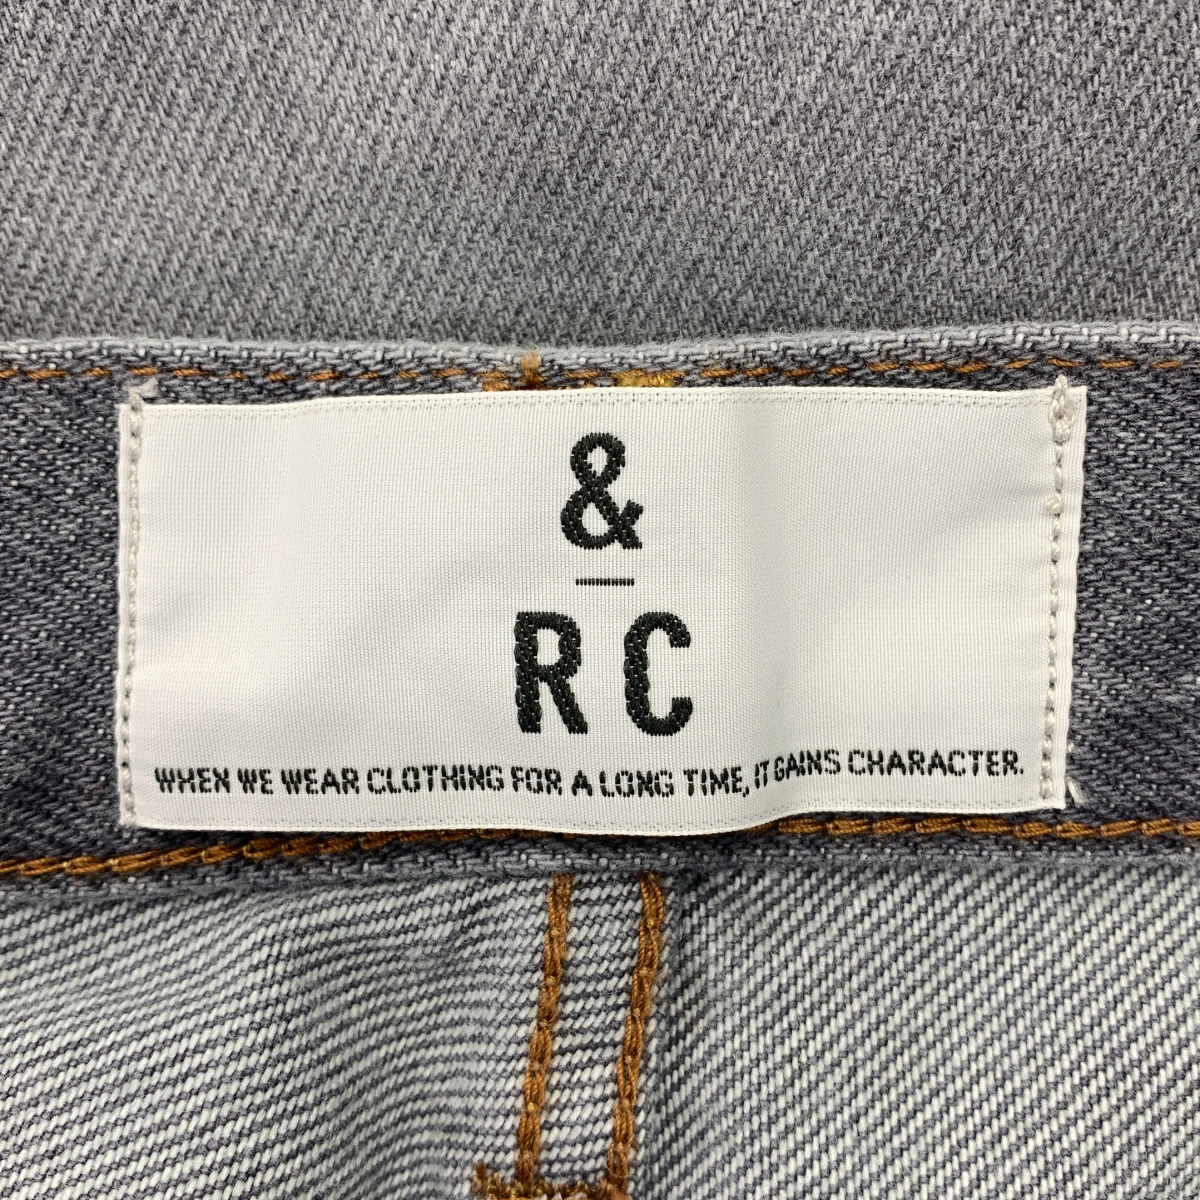 &
RC
WHEN WE WEAR CLOTHING FOR A LONG TIME, IT GAINS CHARACTER.